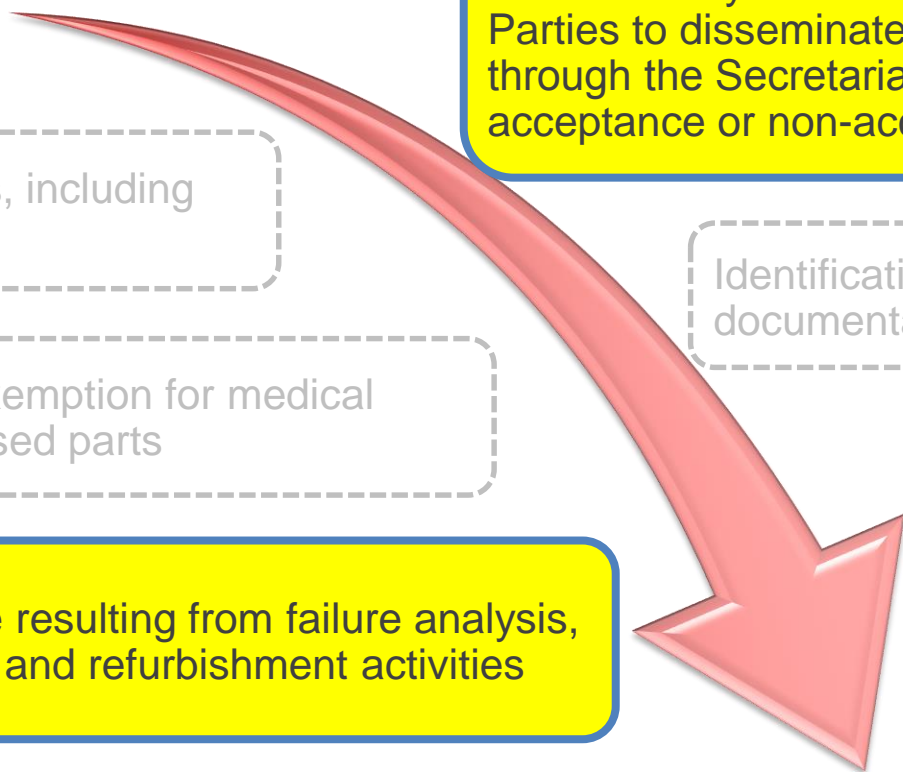 Parties to disseminate
through the Secretaria
acceptance or non-acc
, including
Identificati
documenta
emption for medical
sed parts
resulting from failure analysis,
and refurbishment activities